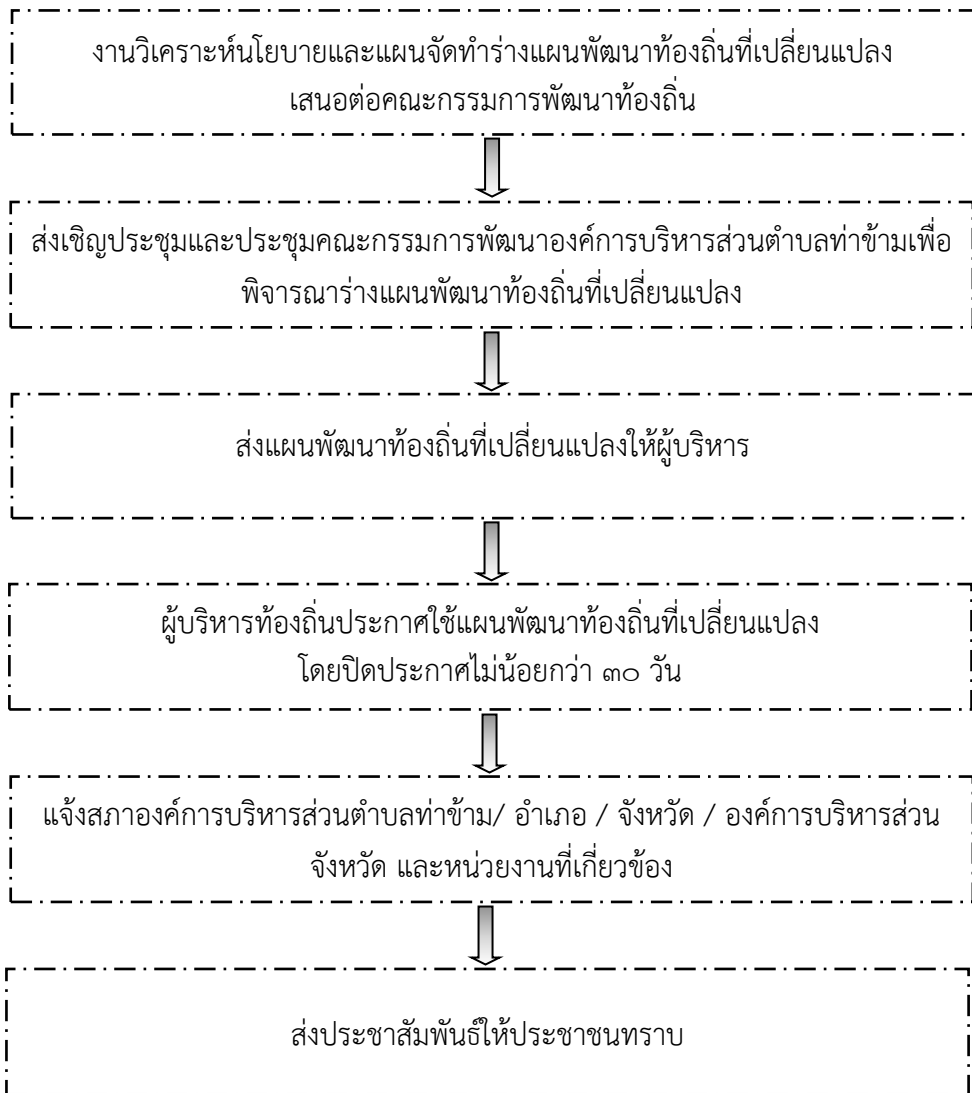 งานวิเคราะห์นโยบายและแผนจัดทำร่างแผนพัฒนาท้องถิ่นที่เปลี่ยนแปลง
เสนอต่อคณะกรรมการพัฒนาท้องถิ่น
ส่งเชิญประชุมและประชุมคณะกรรมการพัฒนาองค์การบริหารส่วนตำบลท่าข้ามเพื่อ
พิจารณาร่างแผนพัฒนาท้องถิ่นที่เปลี่ยนแปลง
ส่งแผนพัฒนาท้องถิ่นที่เปลี่ยนแปลงให้ผู้บริหาร
ผู้บริหารท้องถิ่นประกาศใช้แผนพัฒนาท้องถิ่นที่เปลี่ยนแปลง
โดยปิดประกาศไม่น้อยกว่า ๓๐ วัน
แจ้งสภาองค์การบริหารส่วนตำบลท่าข้าม/ อำเภอ / จังหวัด / องค์การบริหารส่วน
จังหวัด และหน่วยงานที่เกี่ยวข้อง
ส่งประชาสัมพันธ์ให้ประชาชนทราบ